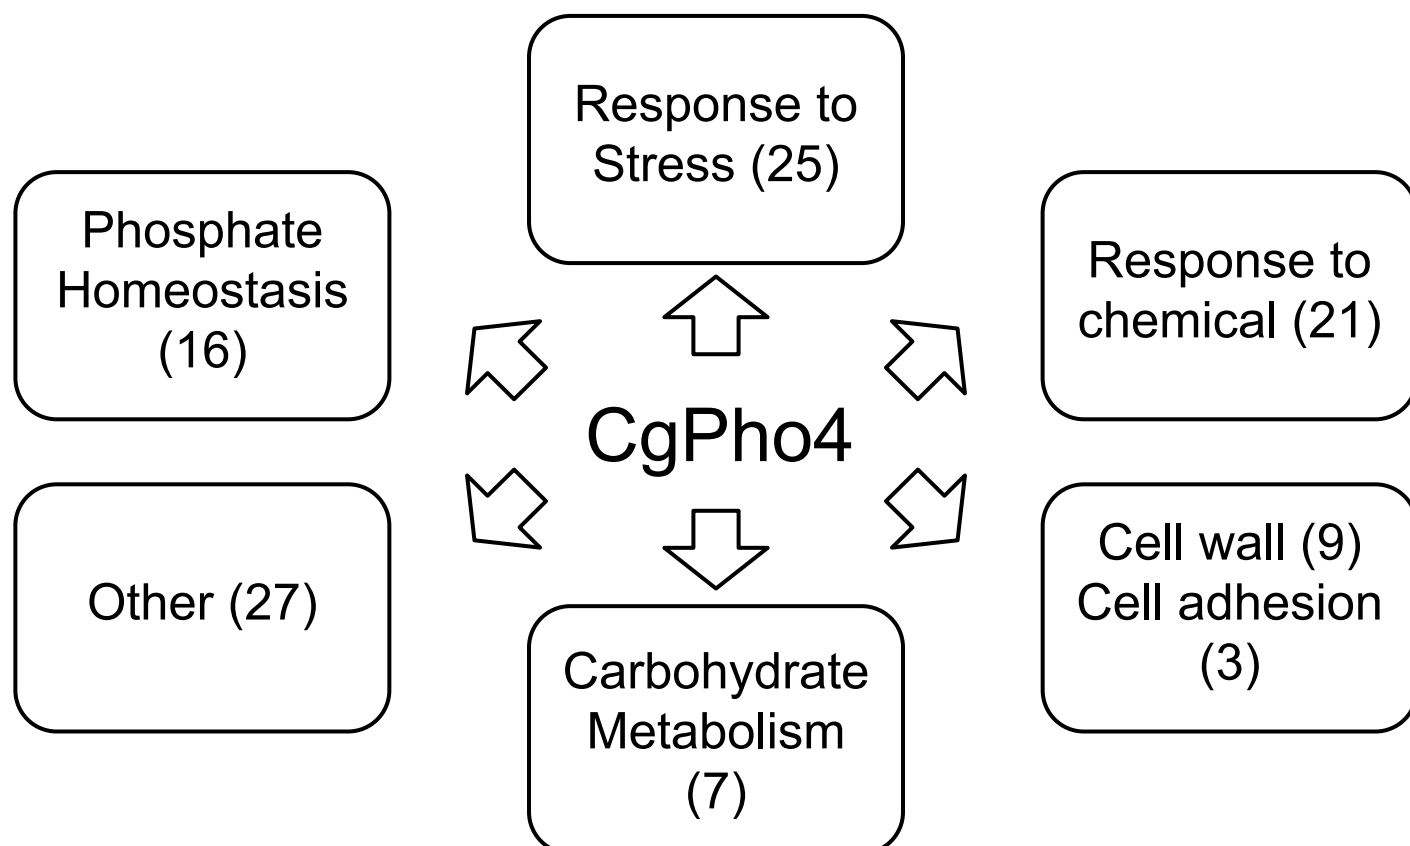 Response to
Stress (25)
Phosphate
Homeostasis
(16)
Response to
chemical (21)
CgPho4
Other (27)
Cell wall (9)
Cell adhesion
(3)
Carbohydrate
Metabolism
(7)